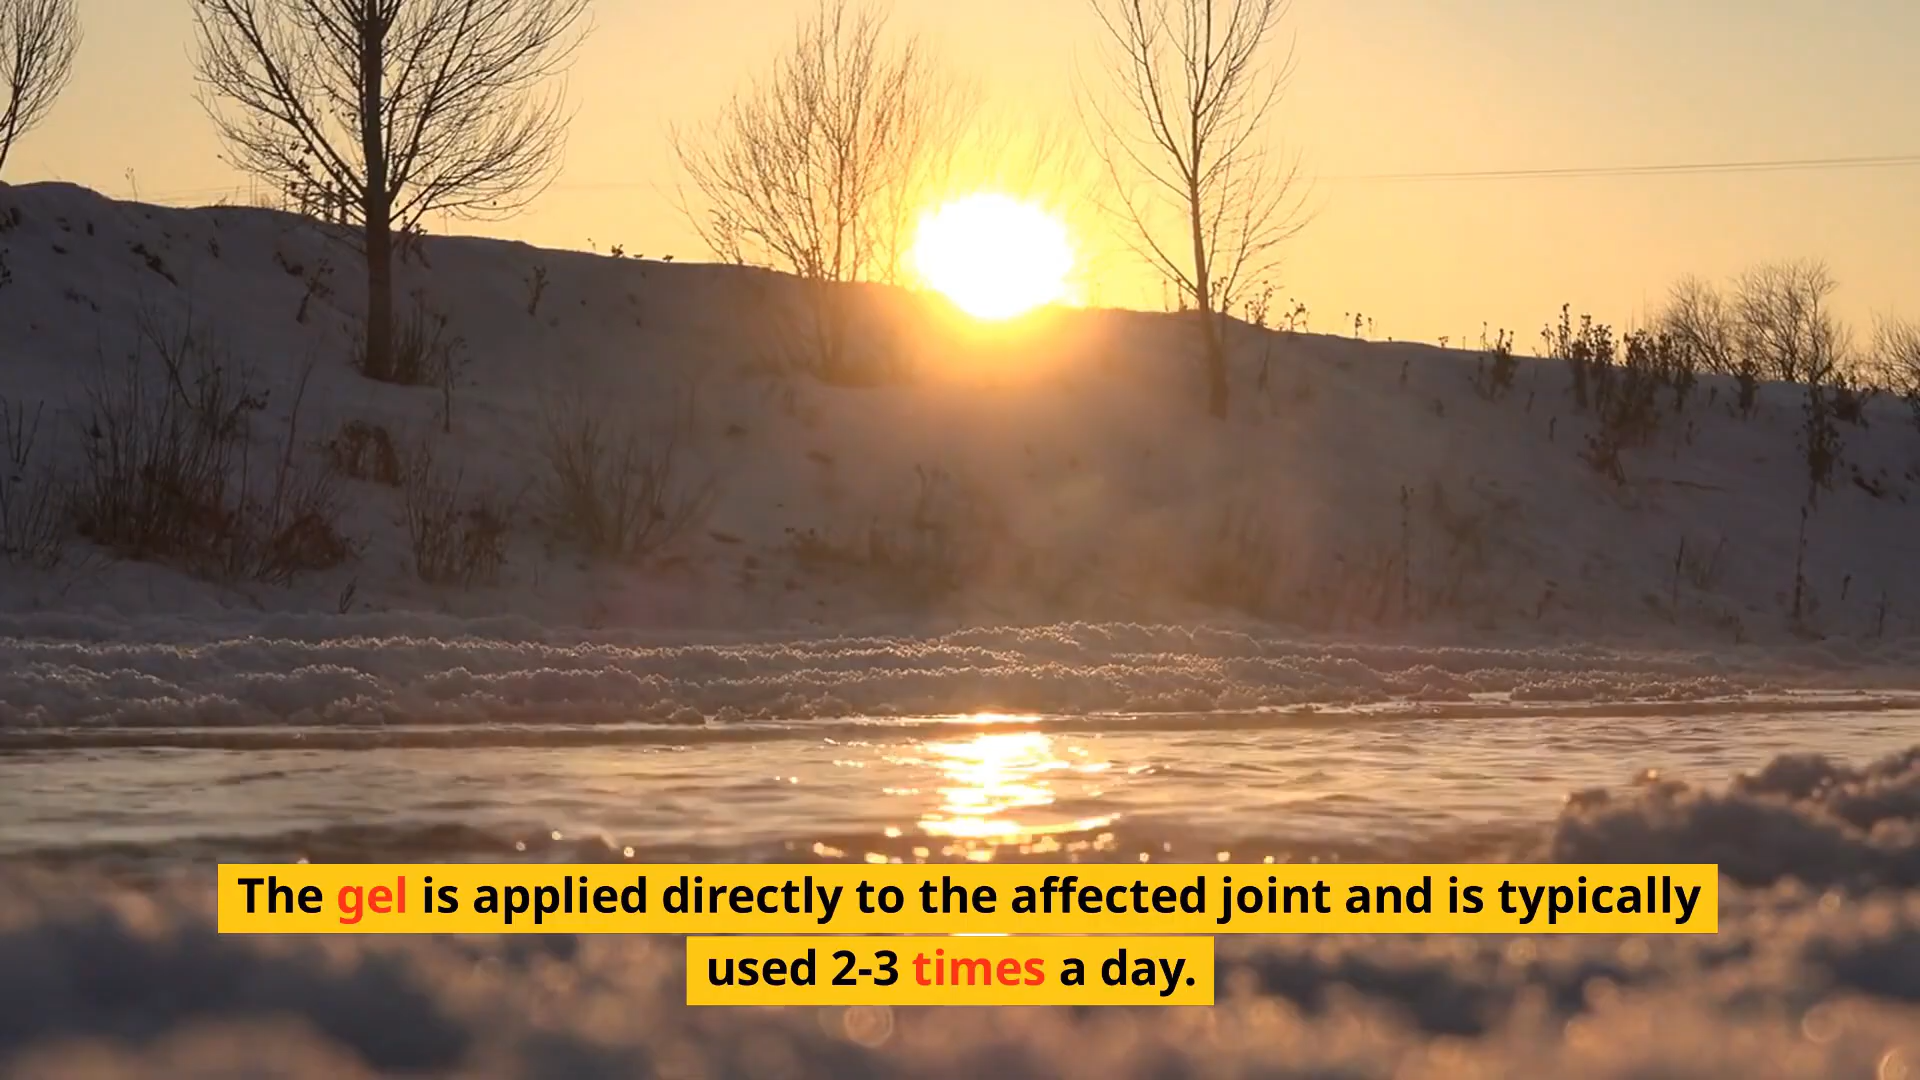 The gel is applied directly to the affected joint and is typically
used 2-3 times a day.